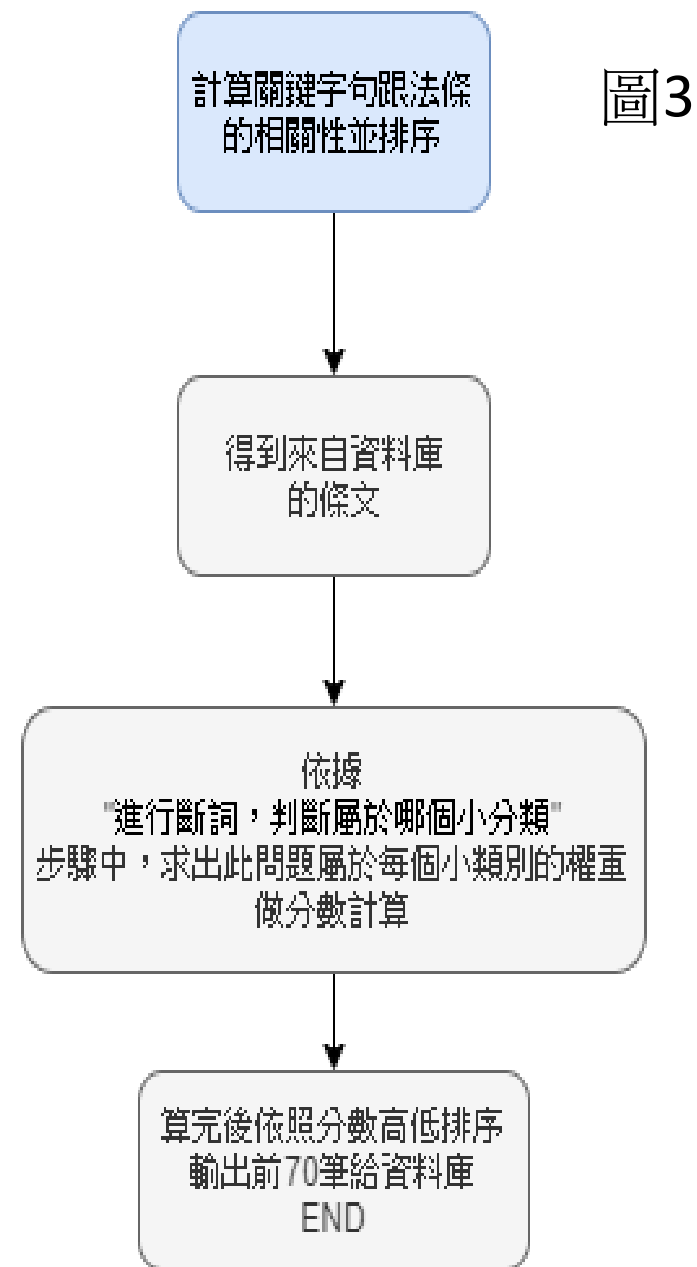 圖3
計算關鍵字句跟法條
的相關性並排序
得到來自資料庫
的條文
依據
"進行斷詞，判斷屬於哪個小分類"
步驟中，求出此問題屬於每個小類別的權重
做分數計算
算完後依照分數高低排序
輸出前70筆給資料庫
END